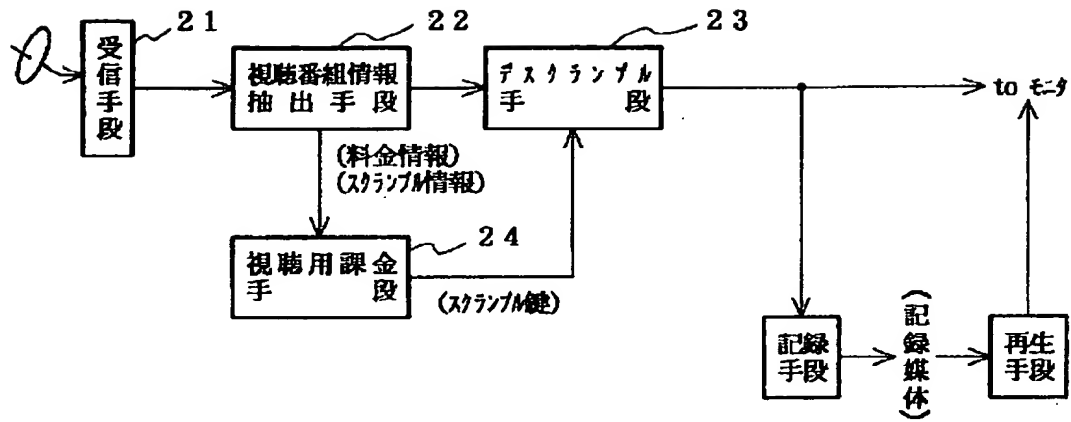 21
受信手段
22
視聴番組情報
抽出手段
23
デスクランブル
手段
to モニタ
(料金情報)
(スクランブル情報)
24
視聴用課金
手段
(スクランブル鍵)
記録
手段
(記録媒体)
再生
手段